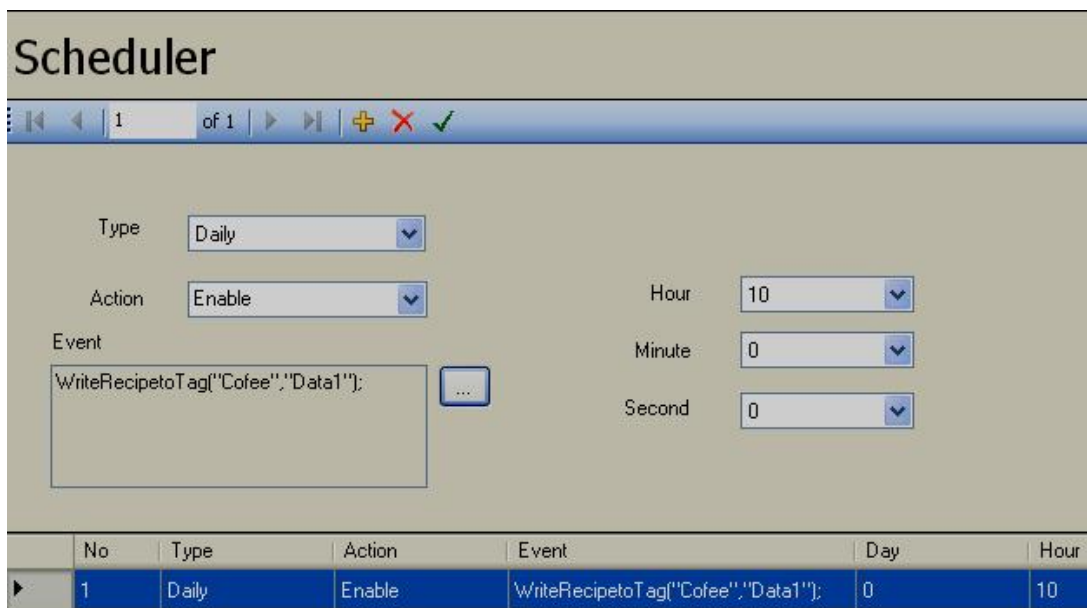 Scheduler
1 of 1
Type Daily
Action Enable
Hour 10
Event
Minute 0
WriteRecipetoTag("Cofee","Data1");
...
Second 0
No Type Action Event Day Hour
1 Daily Enable WriteRecipetoTag("Cofee","Data1"); 0 10